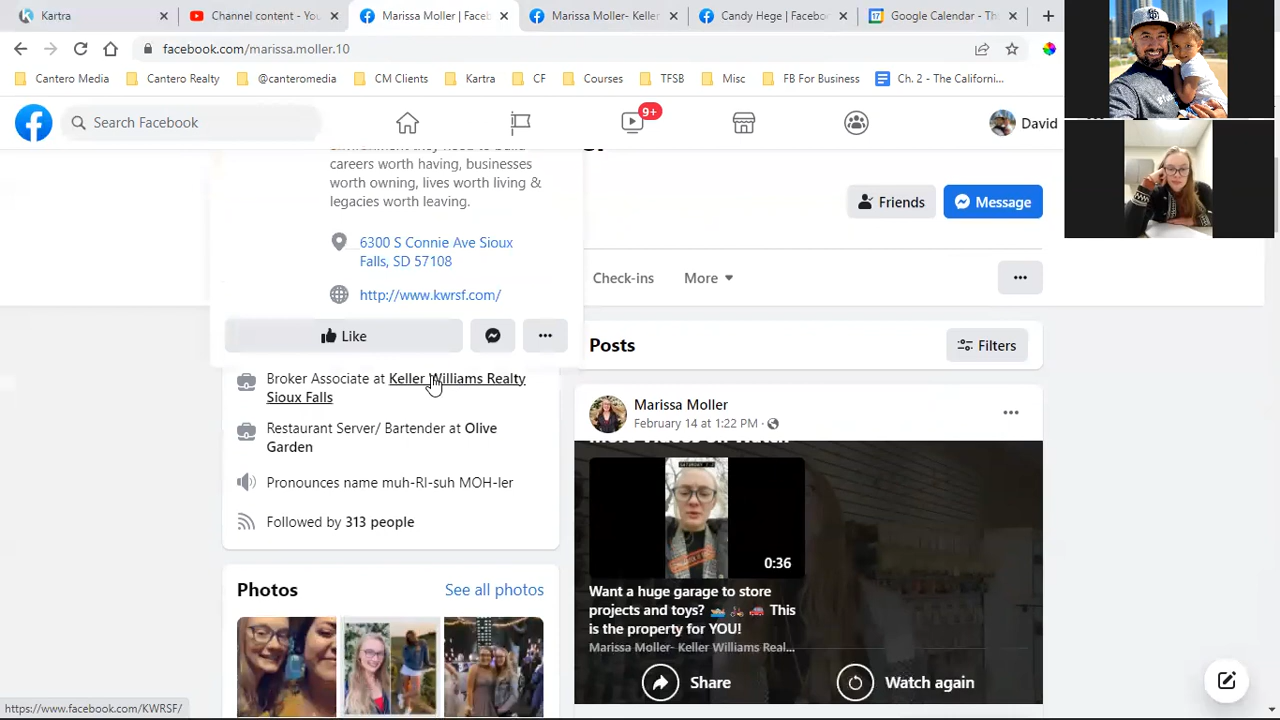 Kartra
Channel content - You
Marissa Moller | Faceb
Marissa Moller- Keller
Candy Hege | Facebook
Google Calendar - Th
facebook.com/marissa.moller.10
Cantero Media
Cantero Realty
@canteromedia
CM Clients
Kartra
CF
Courses
TFSB
Misc
FB For Business
Ch. 2 - The Californi...
Search Facebook
9+
David
careers worth having, businesses
worth owning, lives worth living &
legacies worth leaving.
6300 S Connie Ave Sioux
Falls, SD 57108
http://www.kwrsf.com/
Like
Friends
Message
Check-ins
More
Posts
Filters
Broker Associate at Keller Williams Realty
Sioux Falls
Restaurant Server/ Bartender at Olive
Garden
Pronounces name muh-RI-suh MOH-ler
Followed by 313 people
Photos
See all photos
Marissa Moller
February 14 at 1:22 PM ·
0:36
Want a huge garage to store
projects and toys? This
is the property for YOU!
Marissa Moller- Keller Williams Real...
Share
Watch again
https://www.facebook.com/KWRSF/